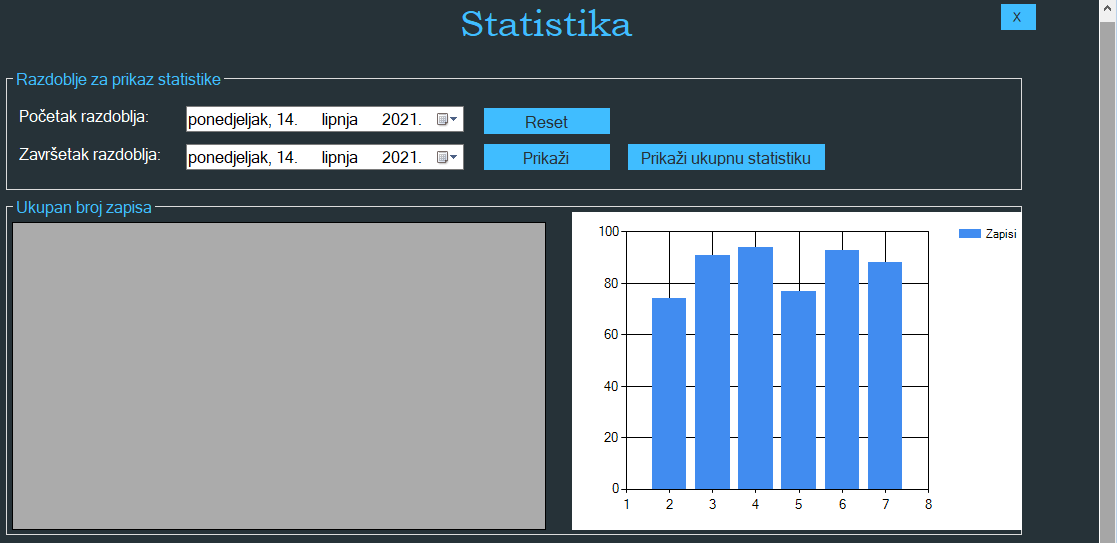 Statistika
X
Razdoblje za prikaz statistike
Početak razdoblja:
ponedjeljak, 14. lipnja 2021.
Reset
Završetak razdoblja:
ponedjeljak, 14. lipnja 2021.
Prikaži
Prikaži ukupnu statistiku
Ukupan broj zapisa
Zapisi
100
80
60
40
20
0
1 2 3 4 5 6 7 8